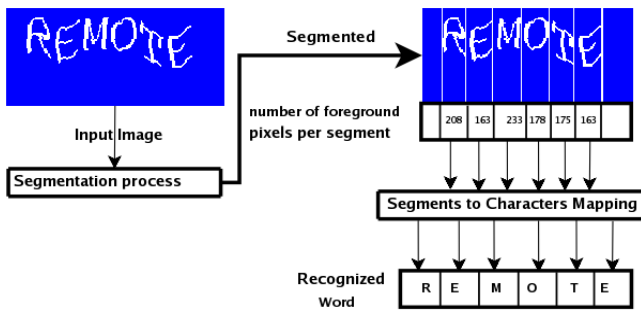 REMOTE
Segmented
REMOTE
number of foreground
pixels per segment
208 163 233 178 175 163
Input Image
Segmentation process
Segments to Characters Mapping
Recognized
Word
R E M O T E